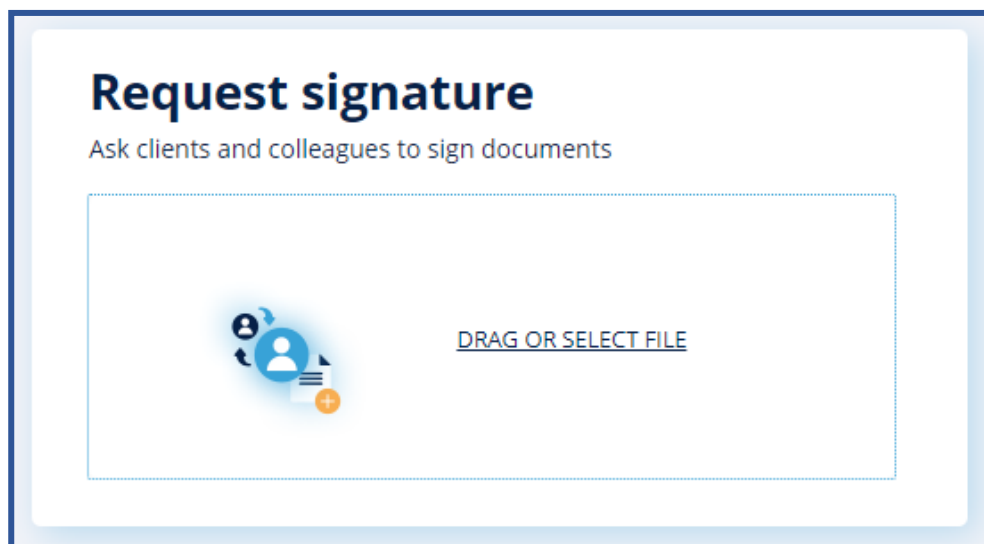 Request signature
Ask clients and colleagues to sign documents
DRAG OR SELECT FILE